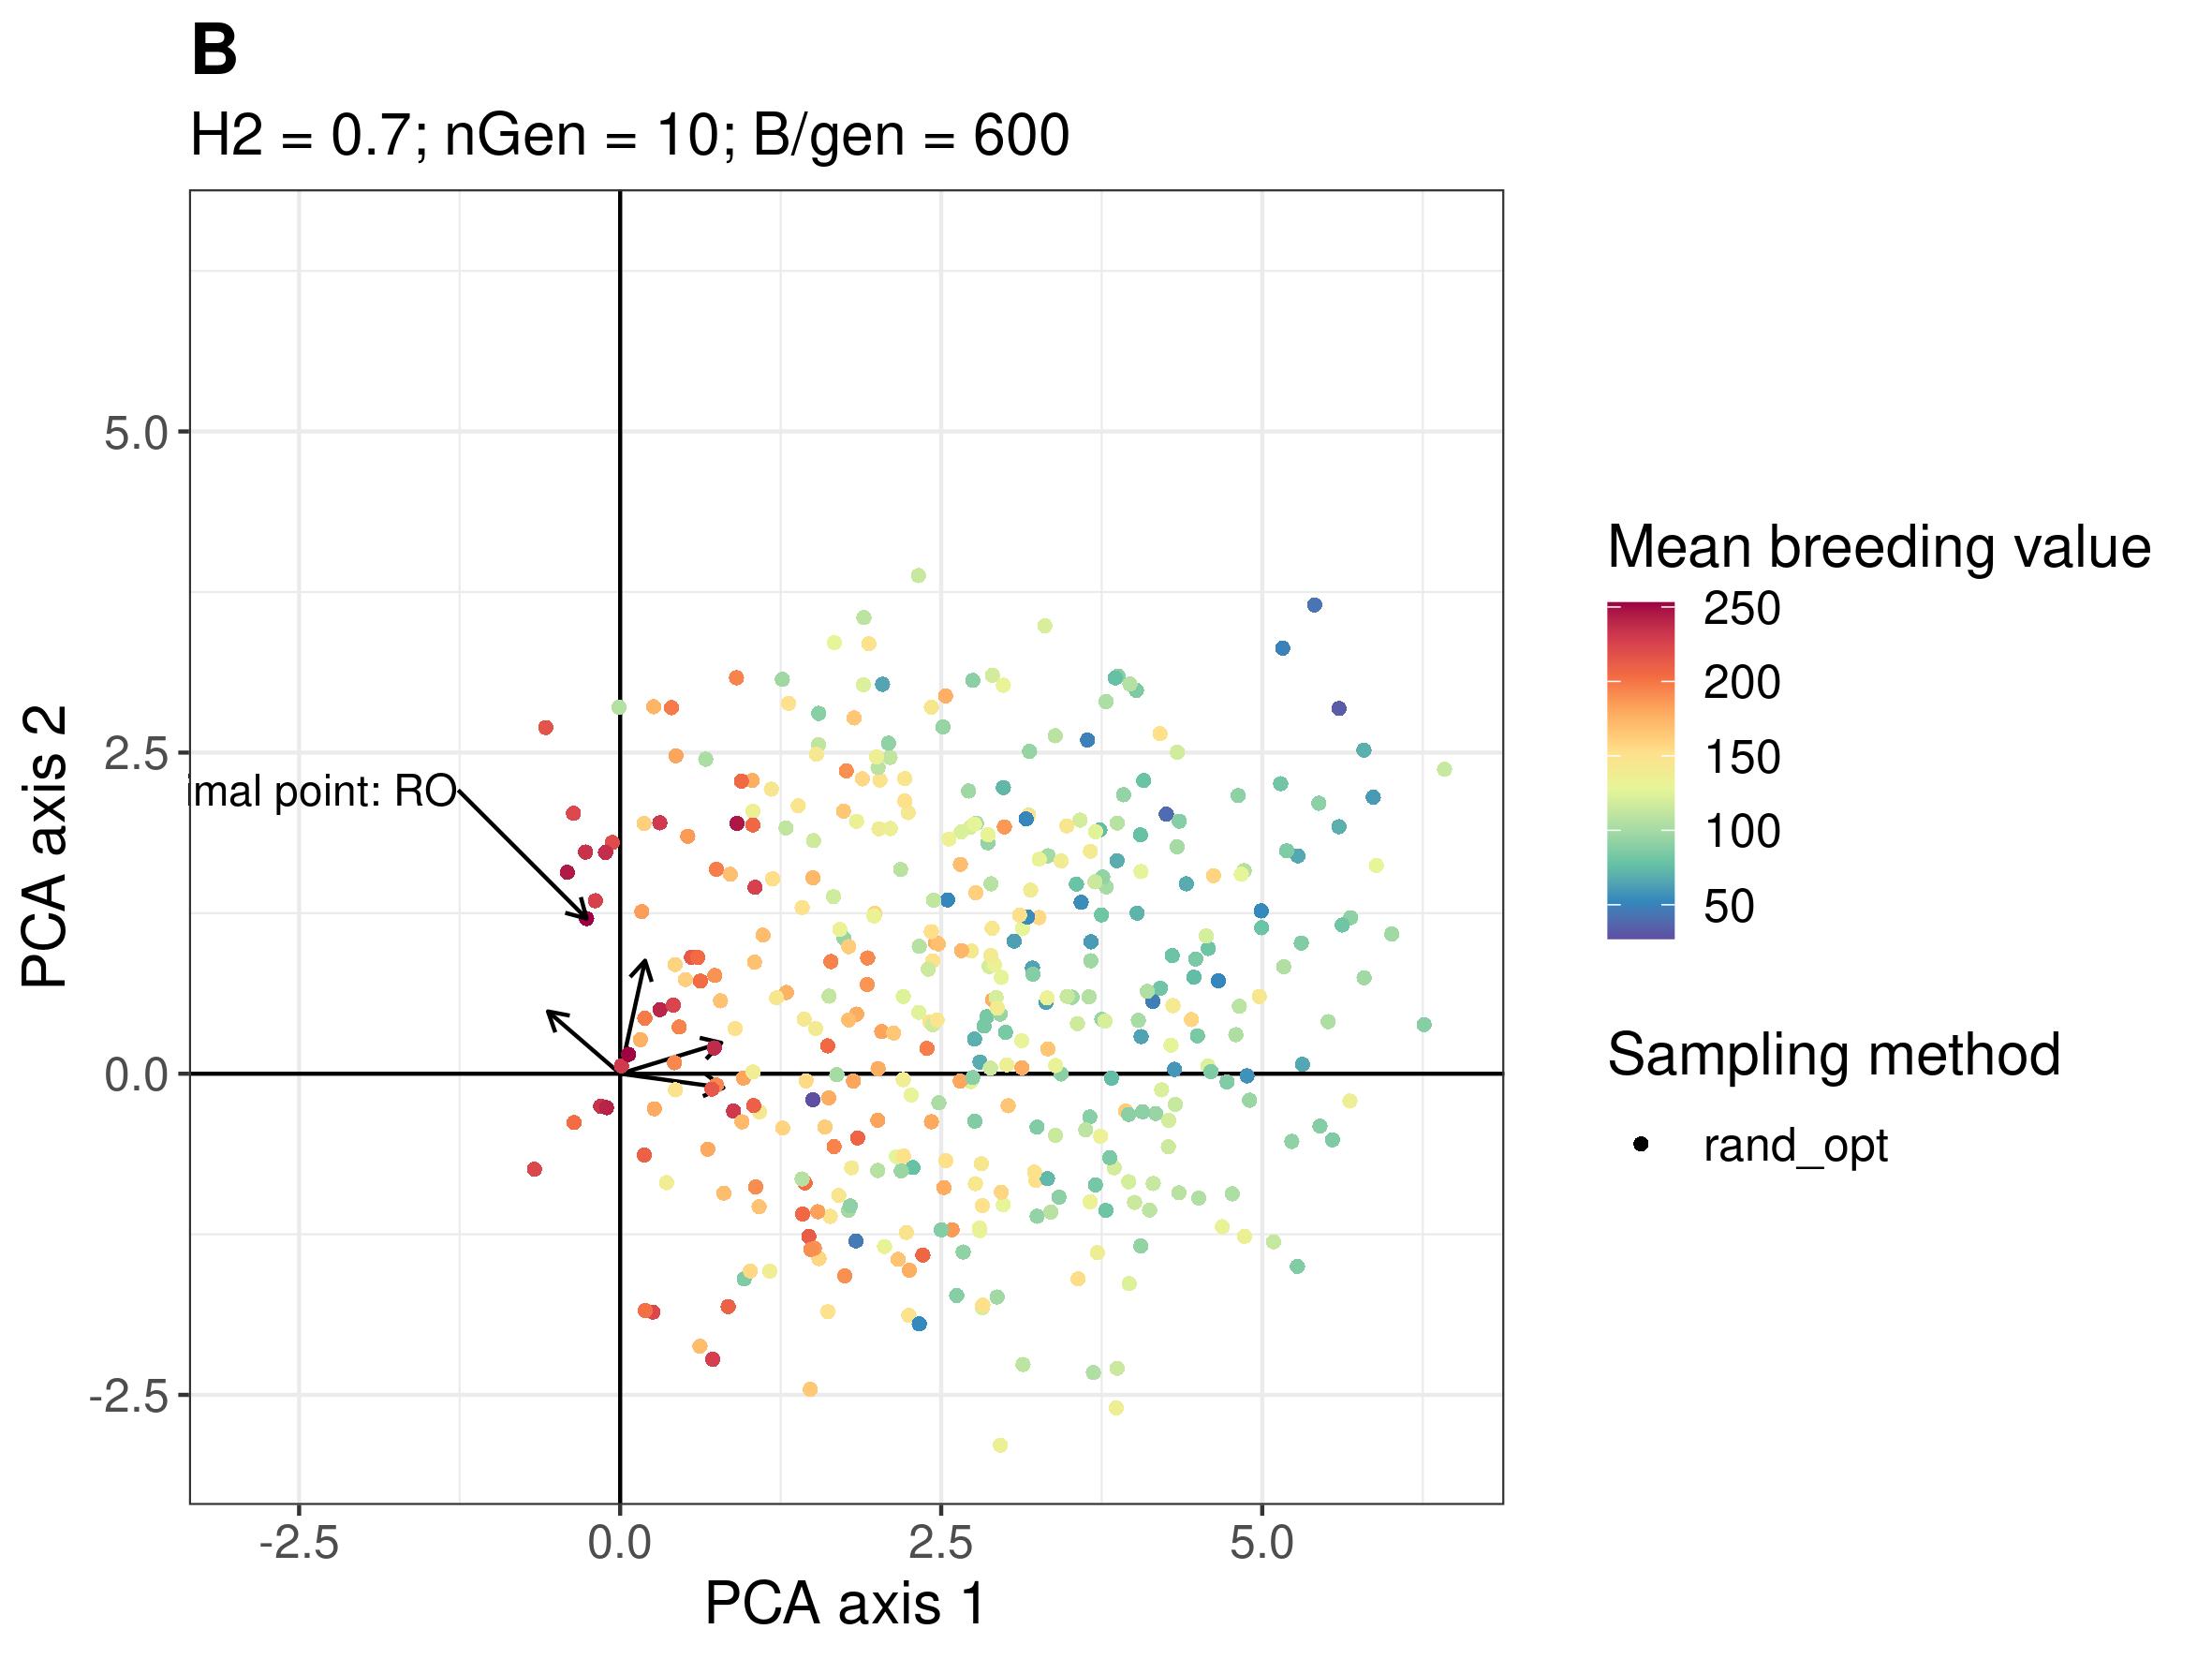 B
H2 = 0.7; nGen = 10; B/gen = 600
5.0
2.5
0.0
-2.5
imal point: RO
PCA axis 2
-2.5
0.0
2.5
5.0
PCA axis 1
Mean breeding value
250
200
150
100
50
Sampling method
rand_opt